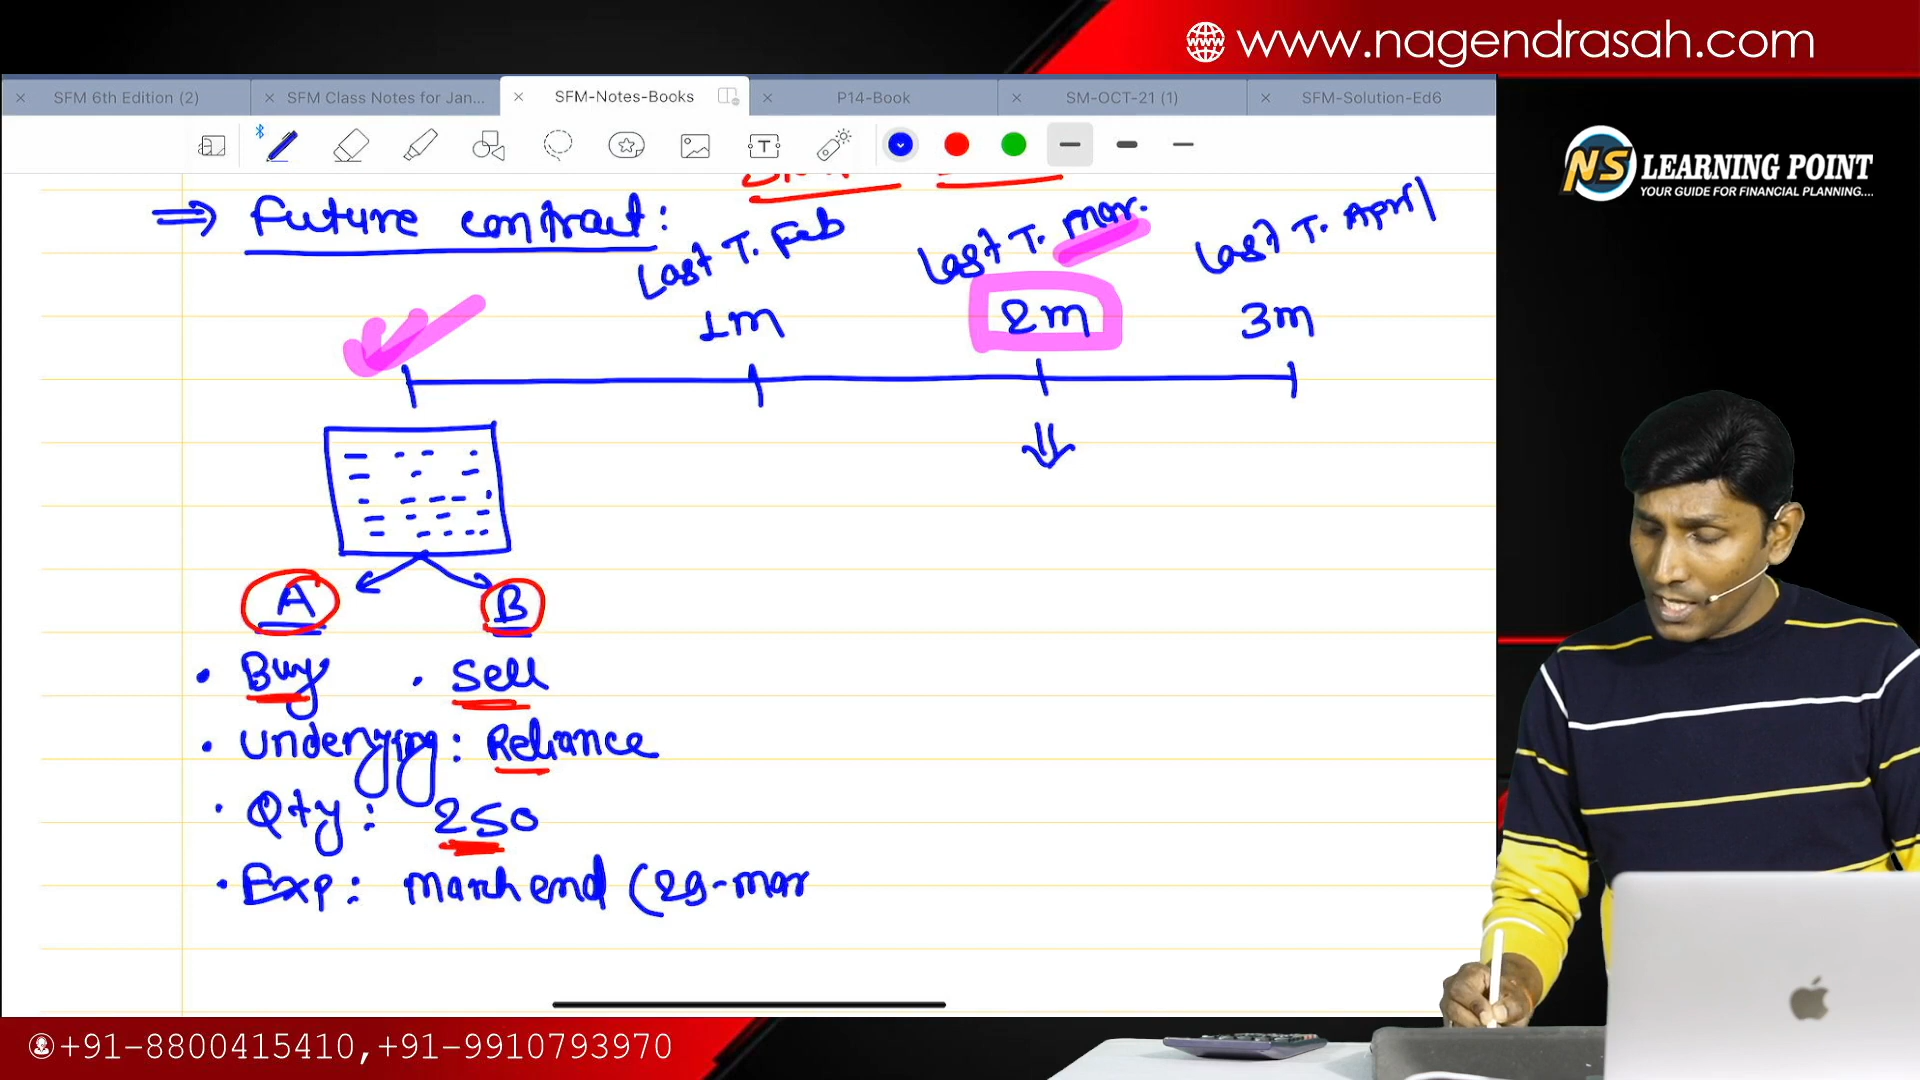 www.nagendrasah.com
SFM 6th Edition (2)
SFM Class Notes for Jan...
SFM-Notes-Books
P14-Book
SM-OCT-21 (1)
SFM-Solution-Ed6
NS LEARNING POINT
YOUR GUIDE FOR FINANCIAL PLANNING....
⇒ Future contract:
Last T. Feb
Last T. Mar.
Last T. April
1m
2m
3m
A
B
• Buy
• Sell
• Underlying: Reliance
• Qty: 250
• Exp: March end (29-mar
+91-8800415410,+91-9910793970